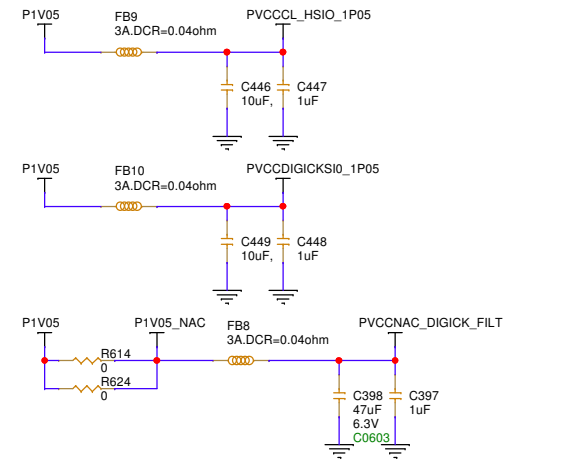 P1V05
FB9
3A.DCR=0.04ohm
PVCCCL_HSIO_1P05
C446
10uF,
C447
1uF
P1V05
FB10
3A.DCR=0.04ohm
PVCCDIGICKSI0_1P05
C449
10uF,
C448
1uF
P1V05
P1V05_NAC
FB8
3A.DCR=0.04ohm
PVCCNAC_DIGICK_FILT
R614
0
R624
0
C398
47uF
6.3V
C0603
C397
1uF